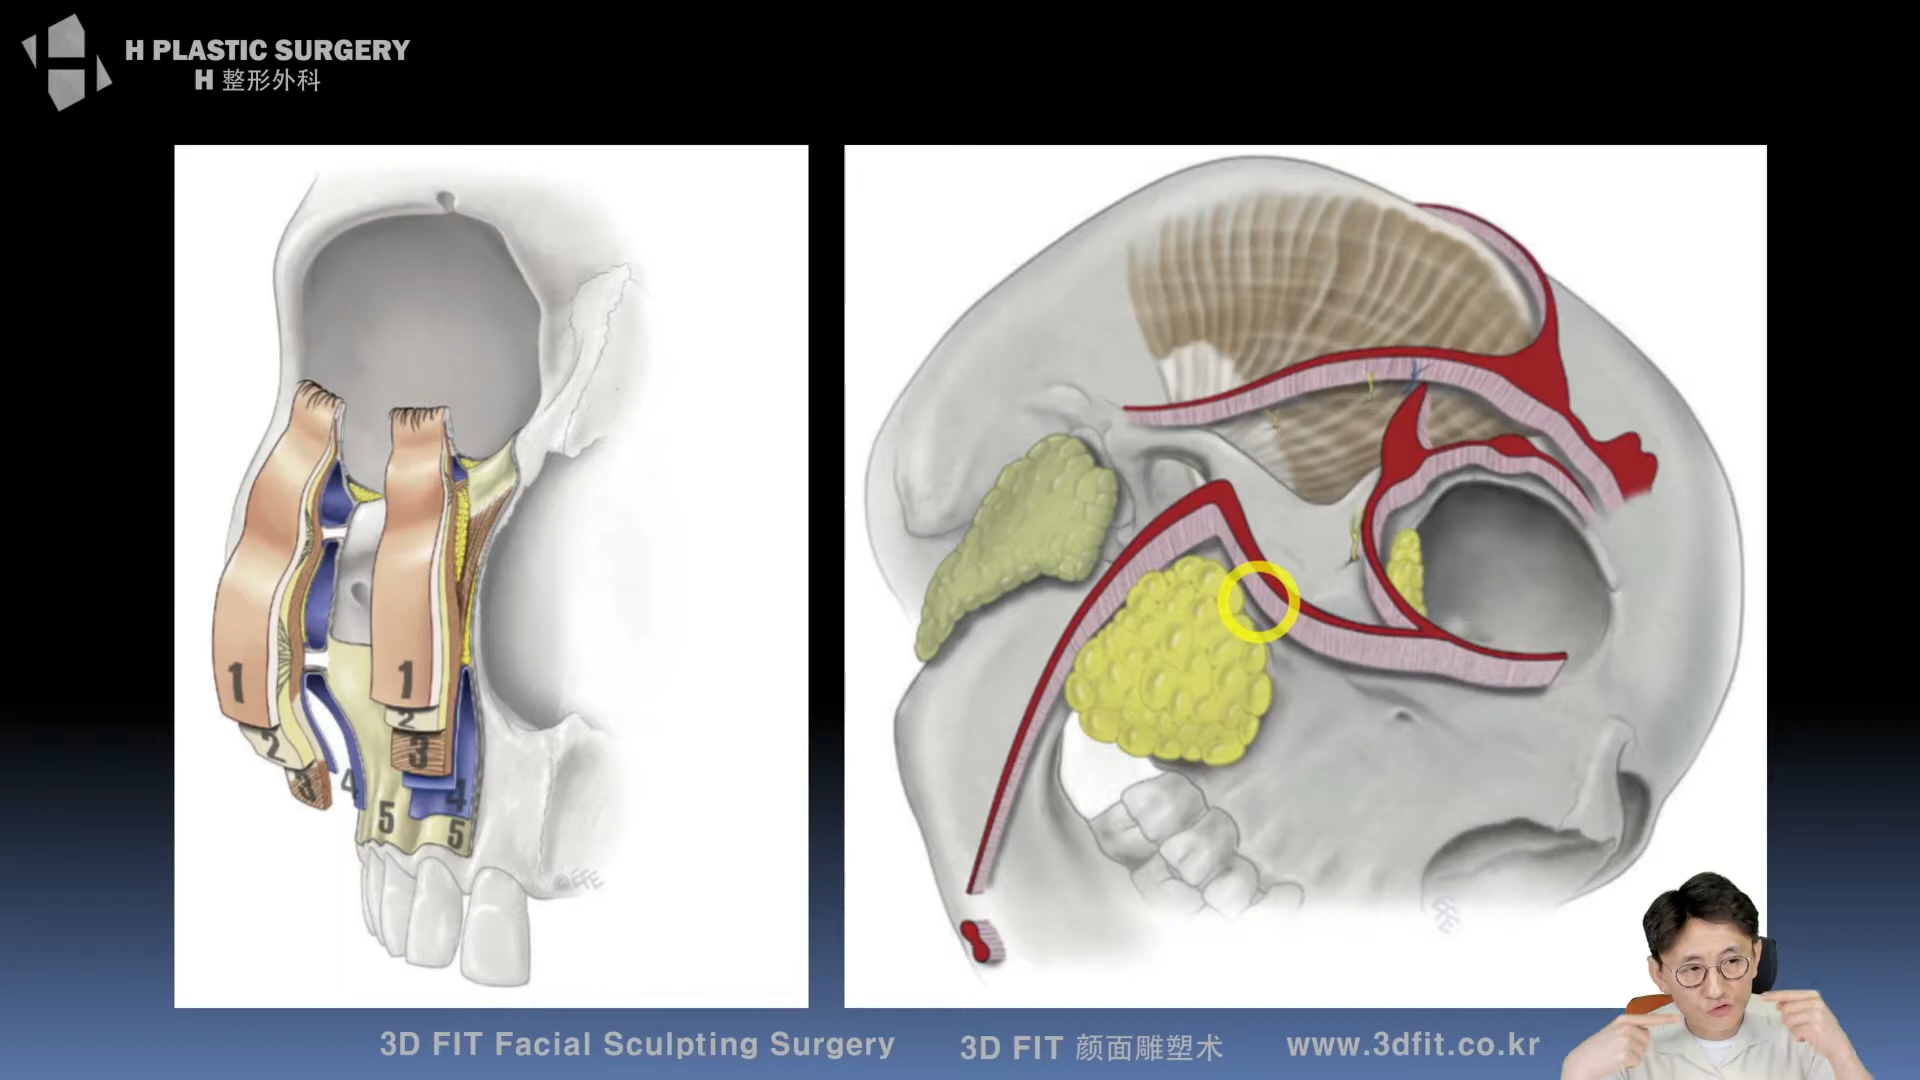 H PLASTIC SURGERY
H 整形外科
1
1
2
2
3
3
4
4
5
5
3D FIT Facial Sculpting Surgery
3D FIT 颜面雕塑术
www.3dfit.co.kr